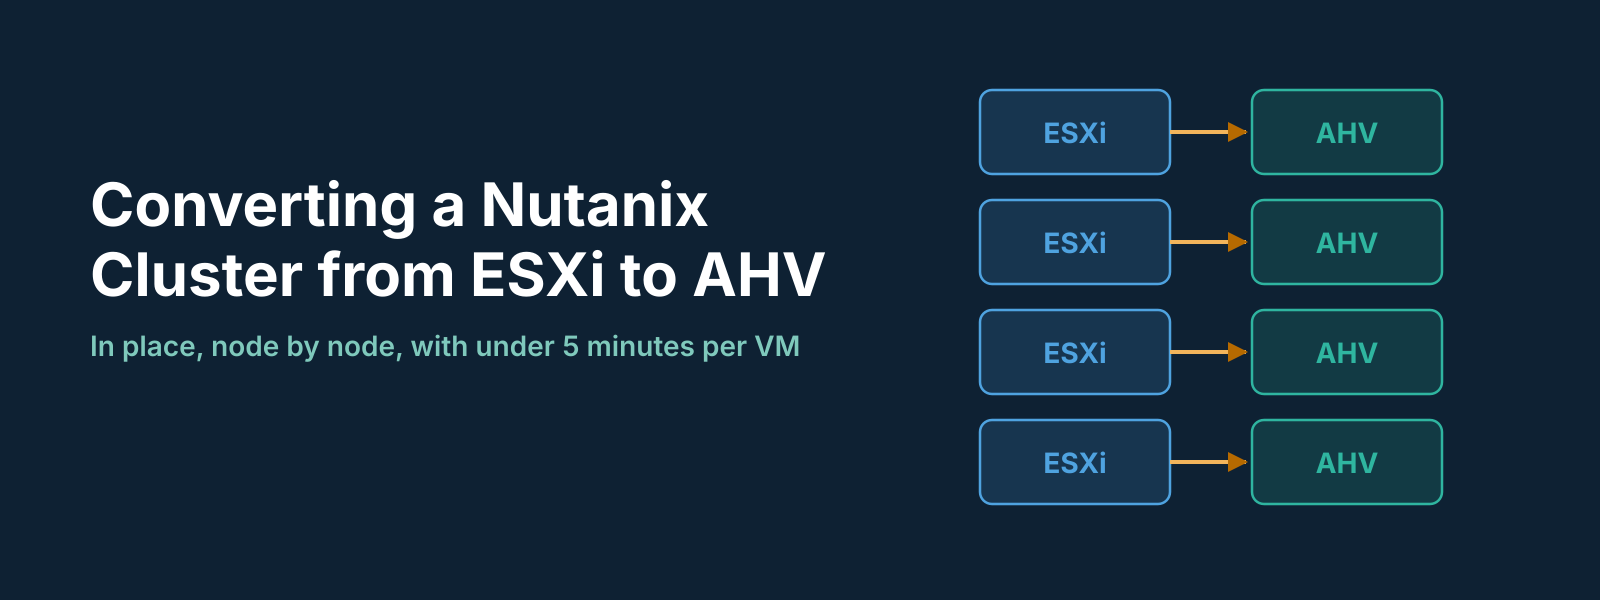 Converting a Nutanix
Cluster from ESXi to AHV
In place, node by node, with under 5 minutes per VM
ESXi
AHV
ESXi
AHV
ESXi
AHV
ESXi
AHV